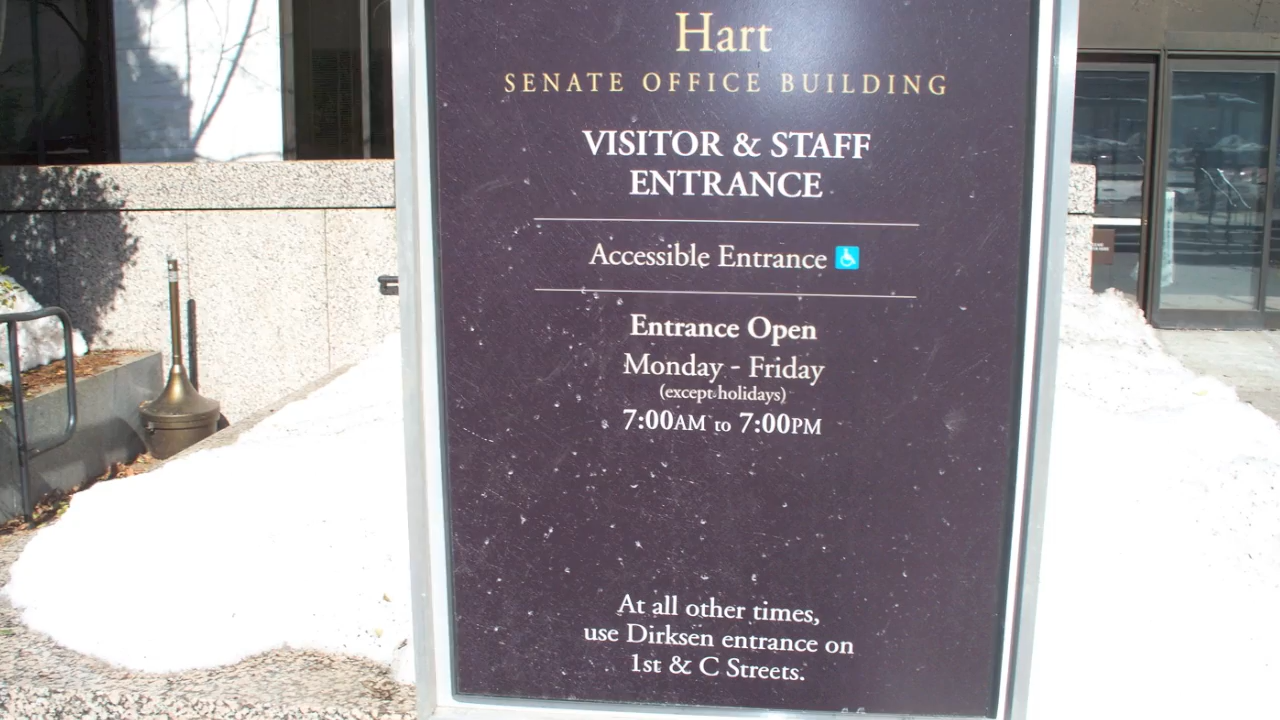 Hart
SENATE OFFICE BUILDING
VISITOR & STAFF
ENTRANCE
Accessible Entrance
Entrance Open
Monday - Friday
(except holidays)
7:00AM to 7:00PM
At all other times,
use Dirksen entrance on
1st & C Streets.